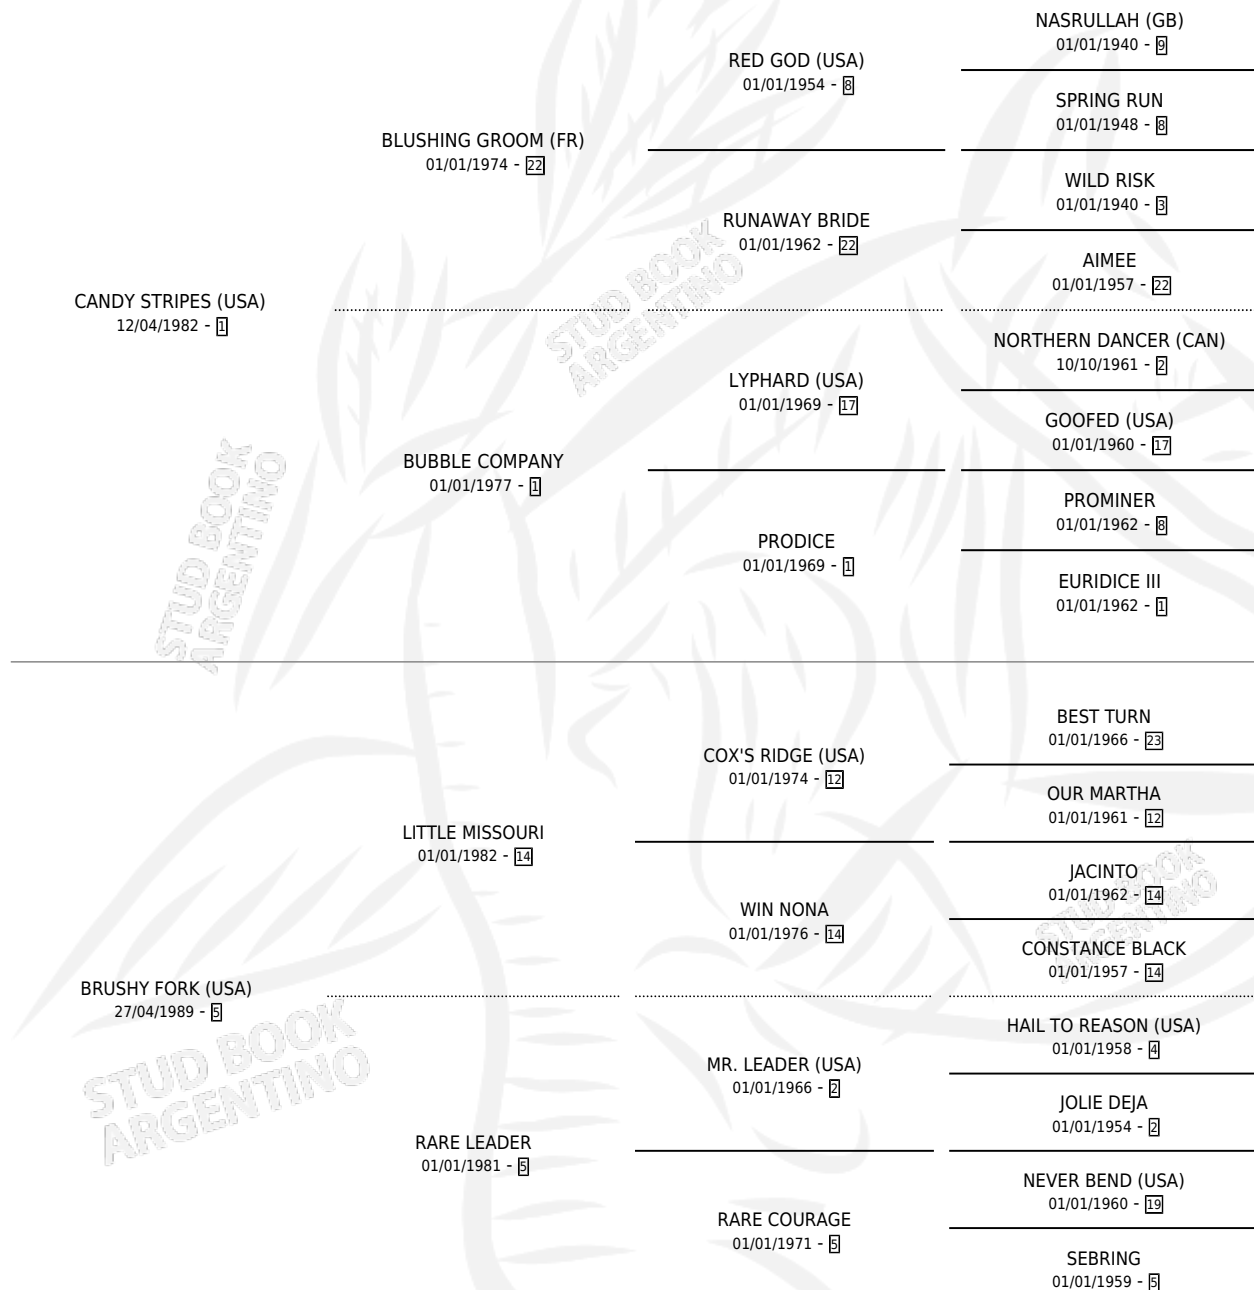 NASRULLAH (GB)
01/01/1940 - 9
RED GOD (USA)
01/01/1954 - 8
SPRING RUN
01/01/1948 - 8
BLUSHING GROOM (FR)
01/01/1974 - 22
WILD RISK
01/01/1940 - 3
RUNAWAY BRIDE
01/01/1962 - 22
AIMEE
01/01/1957 - 22
CANDY STRIPES (USA)
12/04/1982 - 1
NORTHERN DANCER (CAN)
10/10/1961 - 2
LYPHARD (USA)
01/01/1969 - 17
GOOFED (USA)
01/01/1960 - 17
BUBBLE COMPANY
01/01/1977 - 1
PROMINER
01/01/1962 - 8
PRODICE
01/01/1969 - 1
EURIDICE III
01/01/1962 - 1
BEST TURN
01/01/1966 - 23
COX'S RIDGE (USA)
01/01/1974 - 12
OUR MARTHA
01/01/1961 - 12
LITTLE MISSOURI
01/01/1982 - 14
JACINTO
01/01/1962 - 14
WIN NONA
01/01/1976 - 14
CONSTANCE BLACK
01/01/1957 - 14
BRUSHY FORK (USA)
27/04/1989 - 5
HAIL TO REASON (USA)
01/01/1958 - 4
MR. LEADER (USA)
01/01/1966 - 2
JOLIE DEJA
01/01/1954 - 2
RARE LEADER
01/01/1981 - 5
NEVER BEND (USA)
01/01/1960 - 19
RARE COURAGE
01/01/1971 - 5
SEBRING
01/01/1959 - 5
STUD BOOK
ARGENTINO
STUD BOOK
ARGENTINO
STUD BOOK
ARGENTINO
STUD BOOK
ARGENTINO